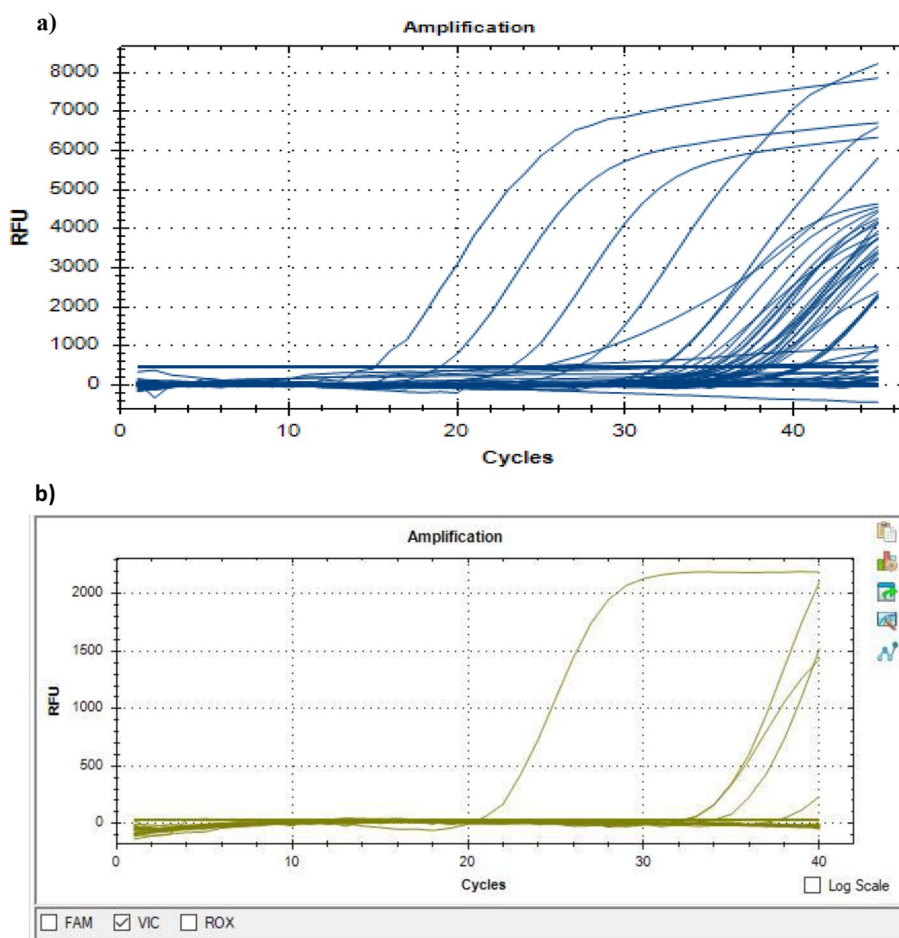 a)
Amplification
8000
7000
6000
5000
4000
3000
2000
1000
0
RFU
0 10 20 30 40
Cycles
b)
Amplification
2000
1500
1000
500
0
RFU
0 10 20 30 40
Cycles
Log Scale
FAM VIC ROX